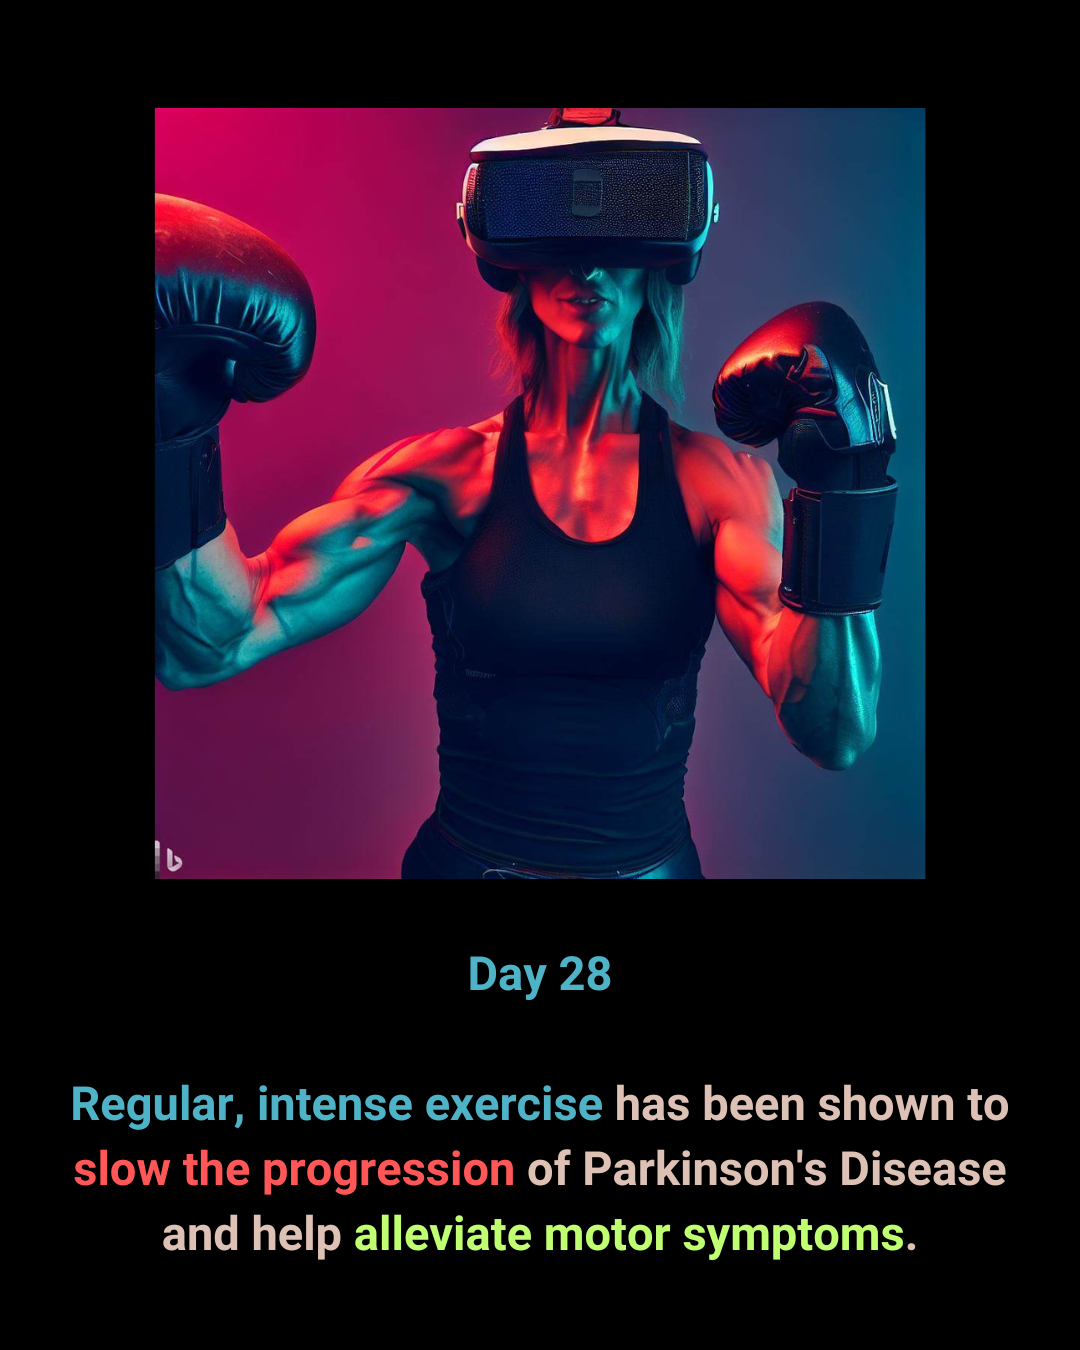 Day 28
Regular, intense exercise has been shown to
slow the progression of Parkinson's Disease
and help alleviate motor symptoms.